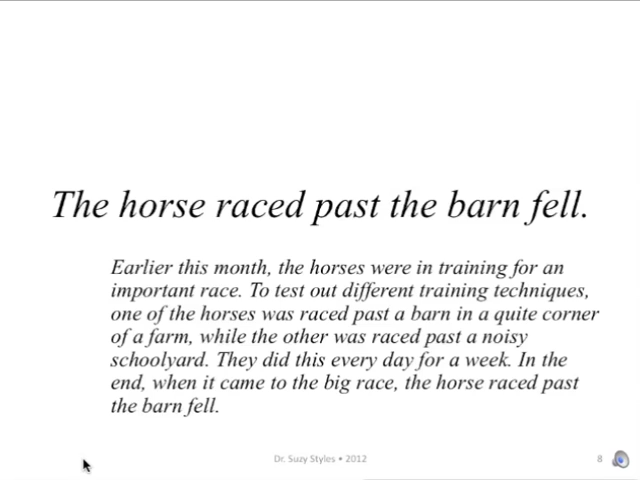 The horse raced past the barn fell.
Earlier this month, the horses were in training for an
important race. To test out different training techniques,
one of the horses was raced past a barn in a quite corner
of a farm, while the other was raced past a noisy
schoolyard. They did this every day for a week. In the
end, when it came to the big race, the horse raced past
the barn fell.
Dr. Suzy Styles • 2012
8